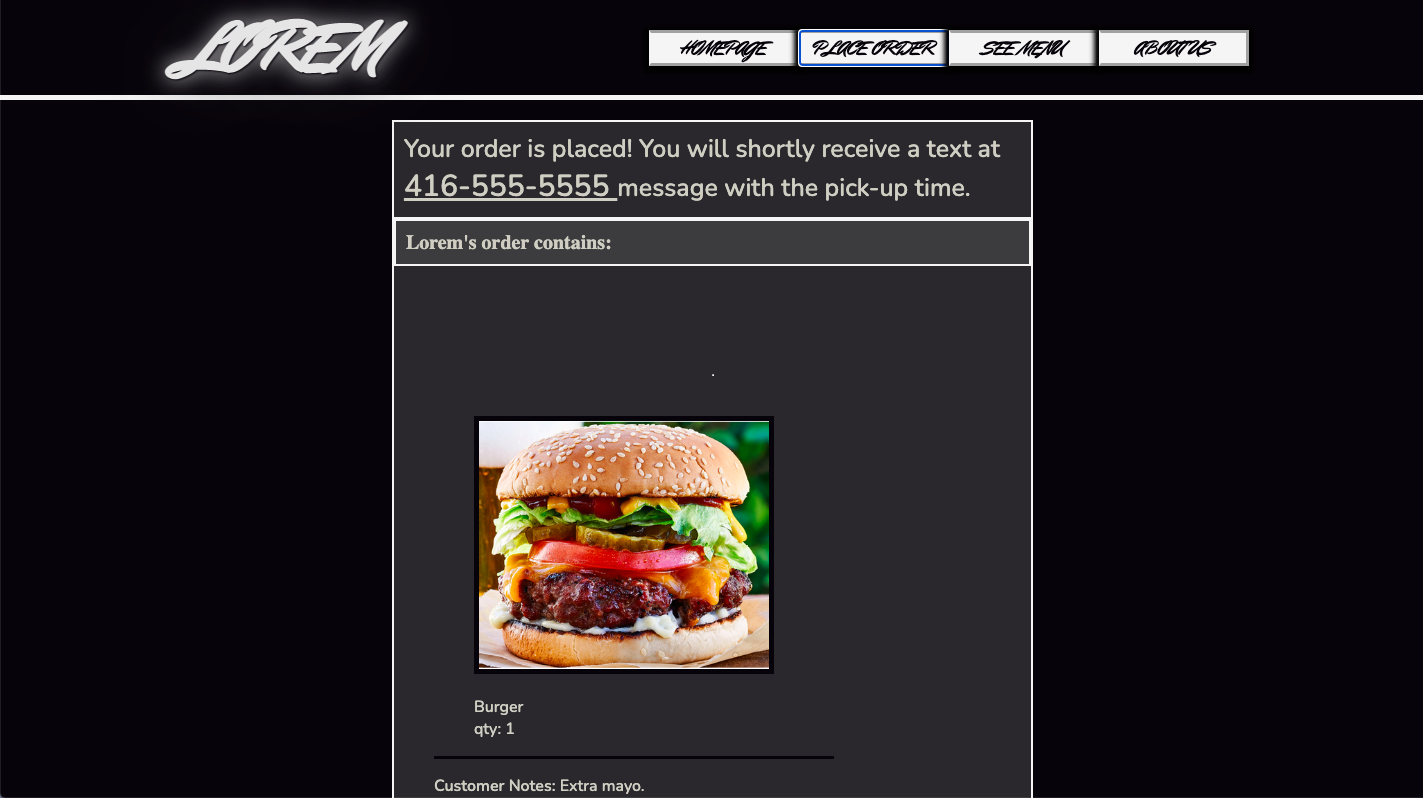 LOREM
HOMEPAGE
PLACE ORDER
SEE MENU
ABOUT US
Your order is placed! You will shortly receive a text at
416-555-5555 message with the pick-up time.
Lorem's order contains:
.
Burger
qty: 1
Customer Notes: Extra mayo.